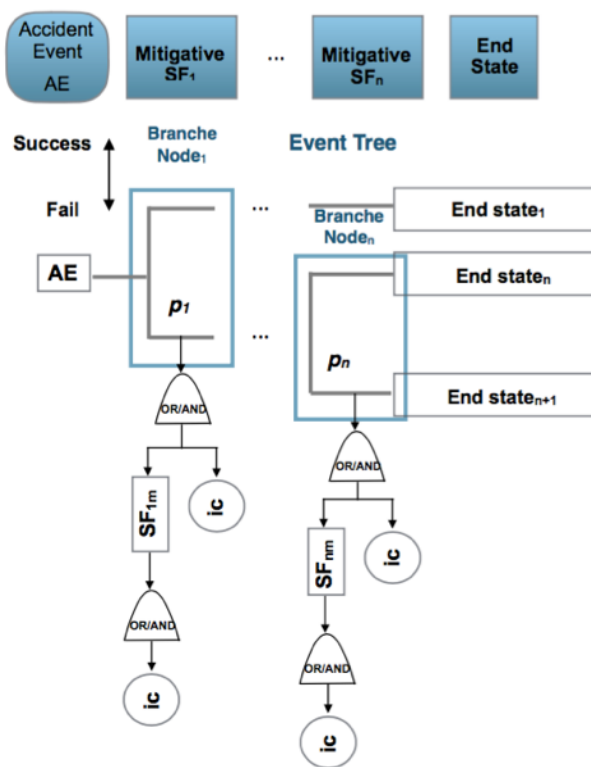 Accident
Event
AE
Mitigative
SF₁
...
Mitigative
SFₙ
End
State
Success
Fail
Branche
Node₁
Event Tree
...
End state₁
Branche
Nodeₙ
AE
p₁
End stateₙ
...
pₙ
End stateₙ₊₁
OR/AND
OR/AND
SF₁ₘ
ic
SFₙₘ
ic
OR/AND
OR/AND
ic
ic